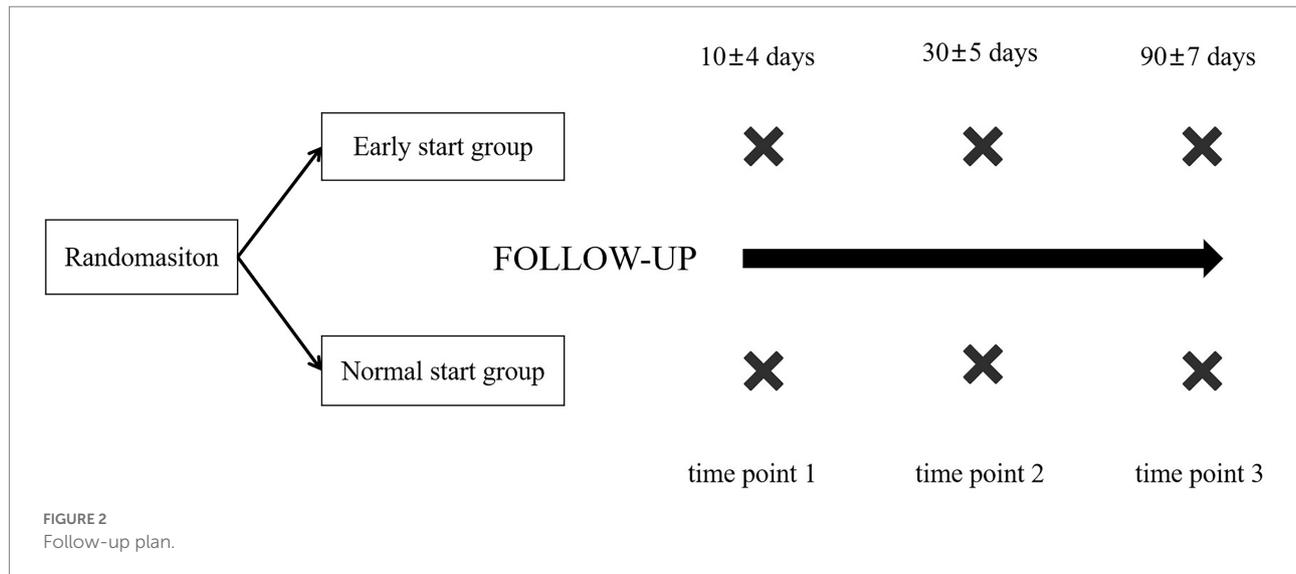 10±4 days
30±5 days
90±7 days
Early start group
Randomasiton
FOLLOW-UP
Normal start group
time point 1
time point 2
time point 3
FIGURE 2
Follow-up plan.